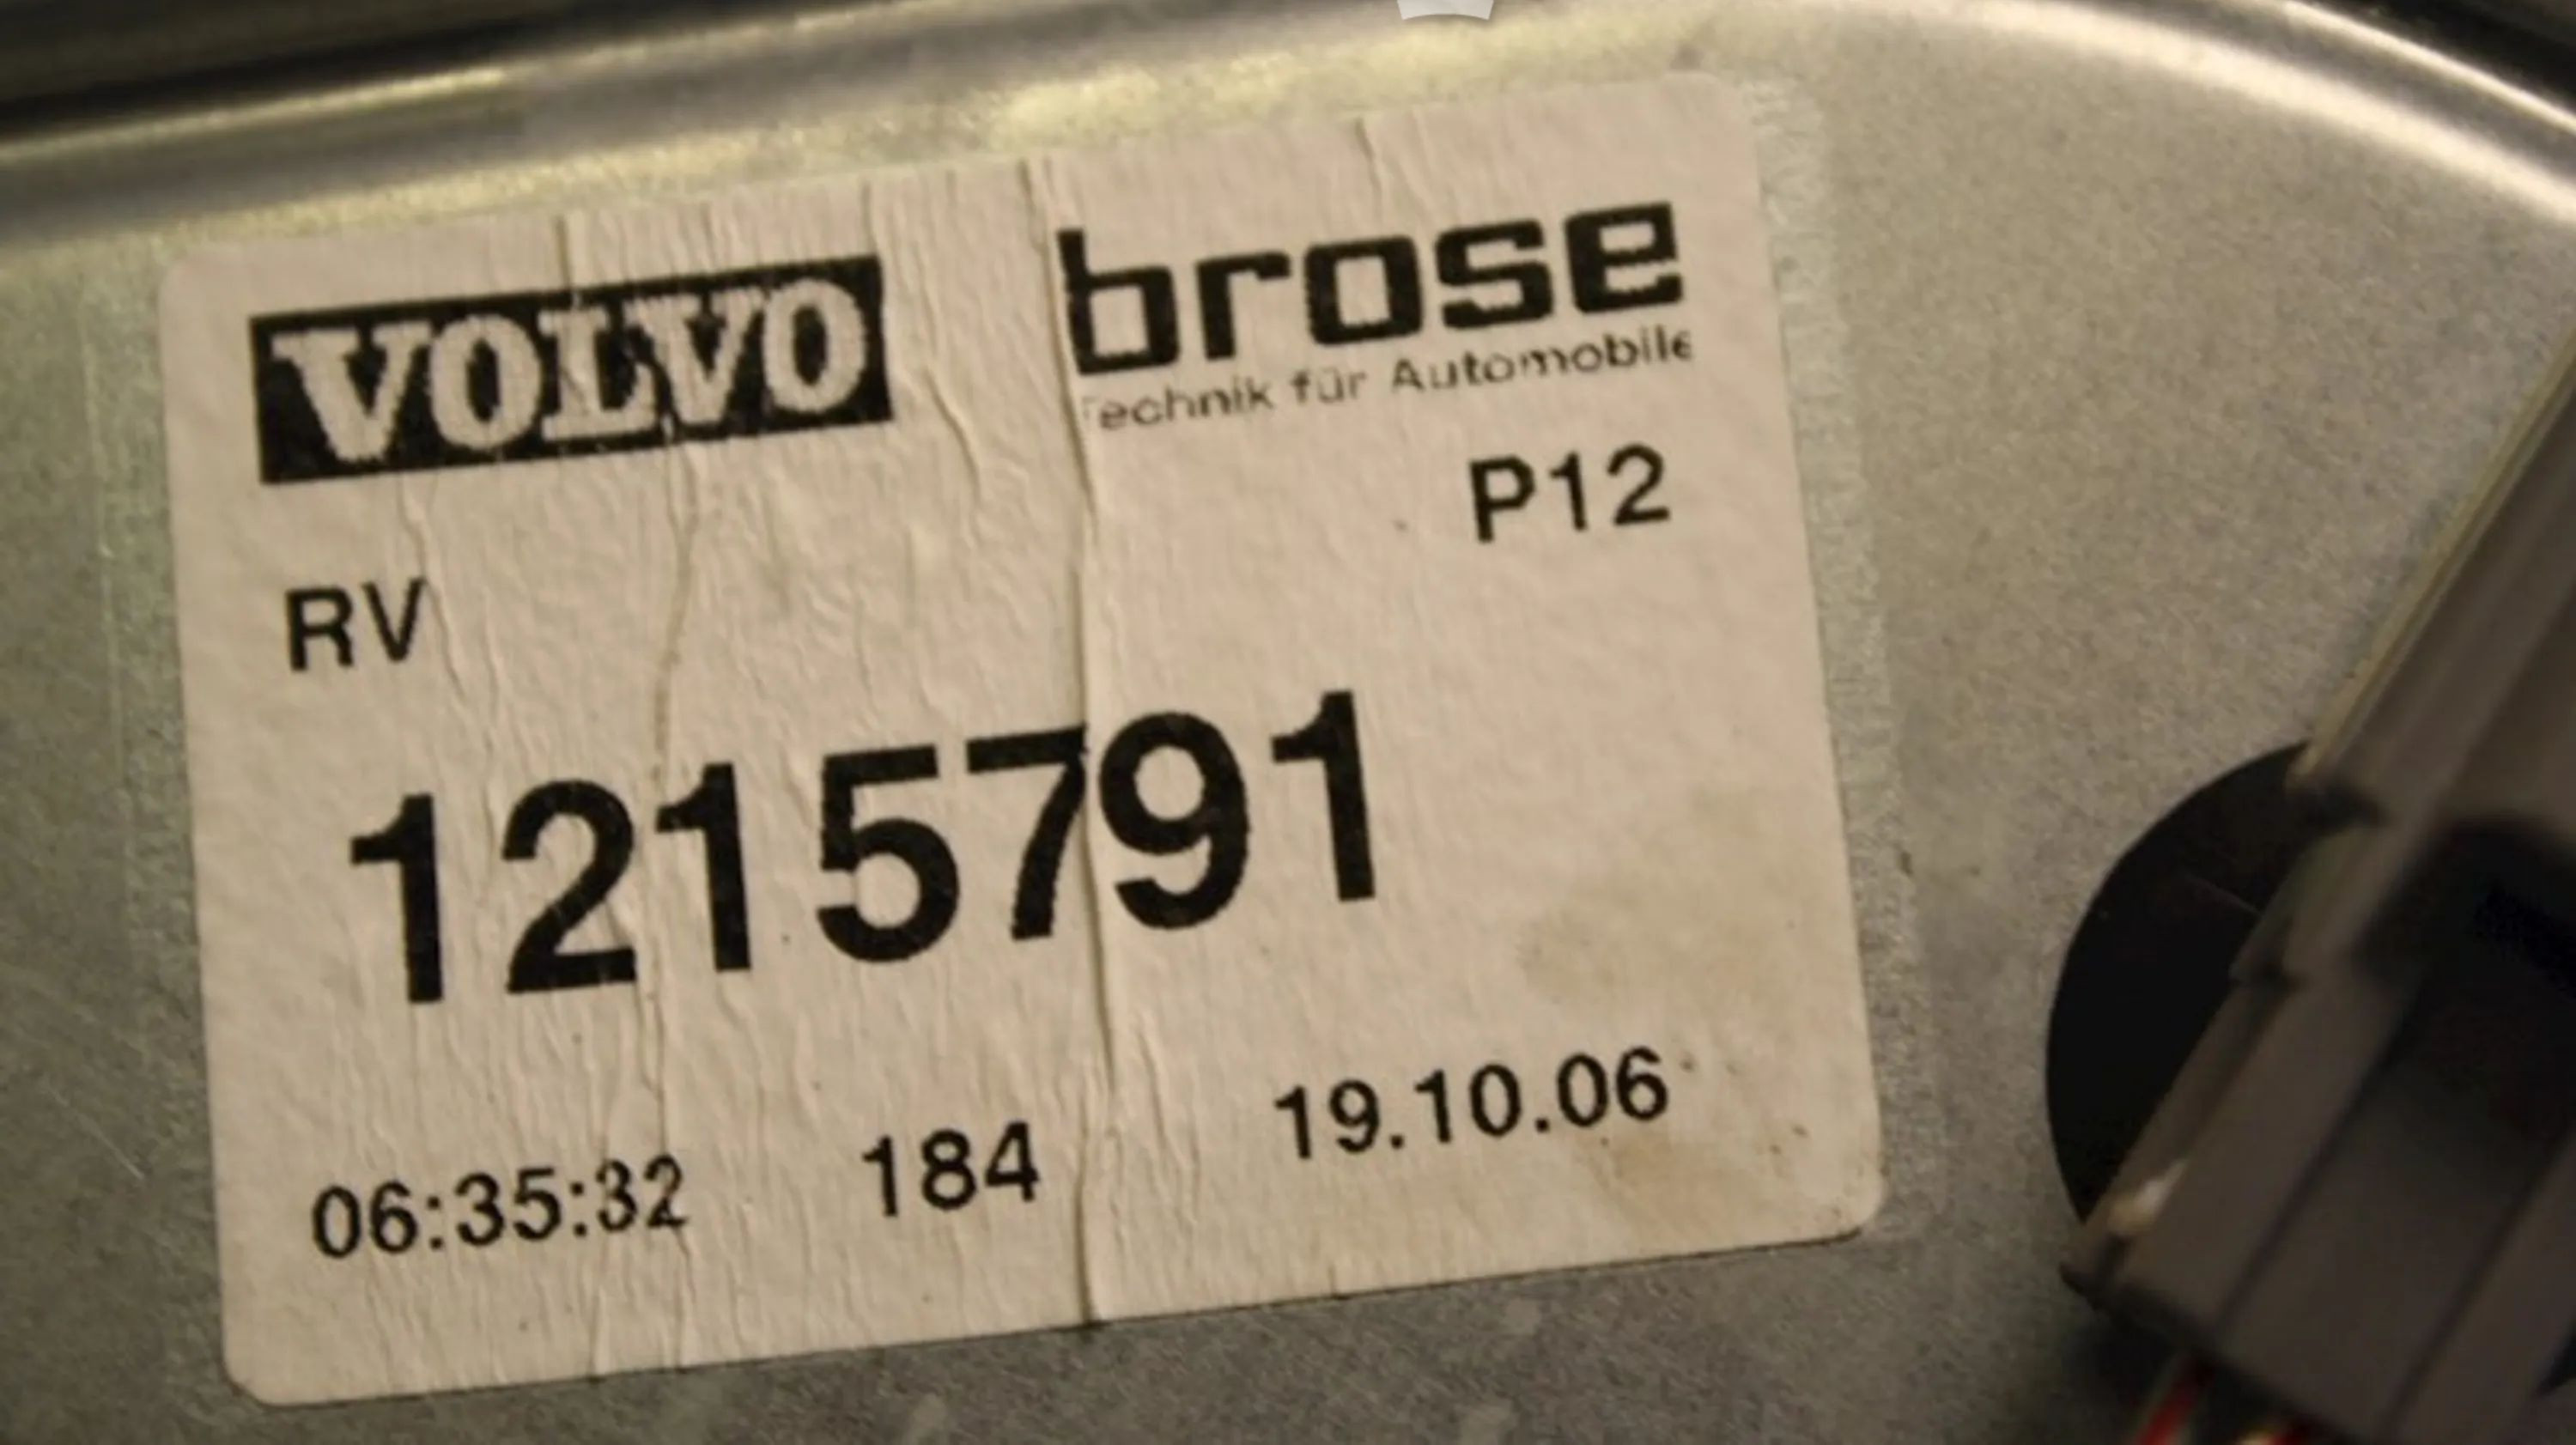 VOLVO brose
Technik für Automobile
P12
RV
1215791
06:35:32 184 19.10.06